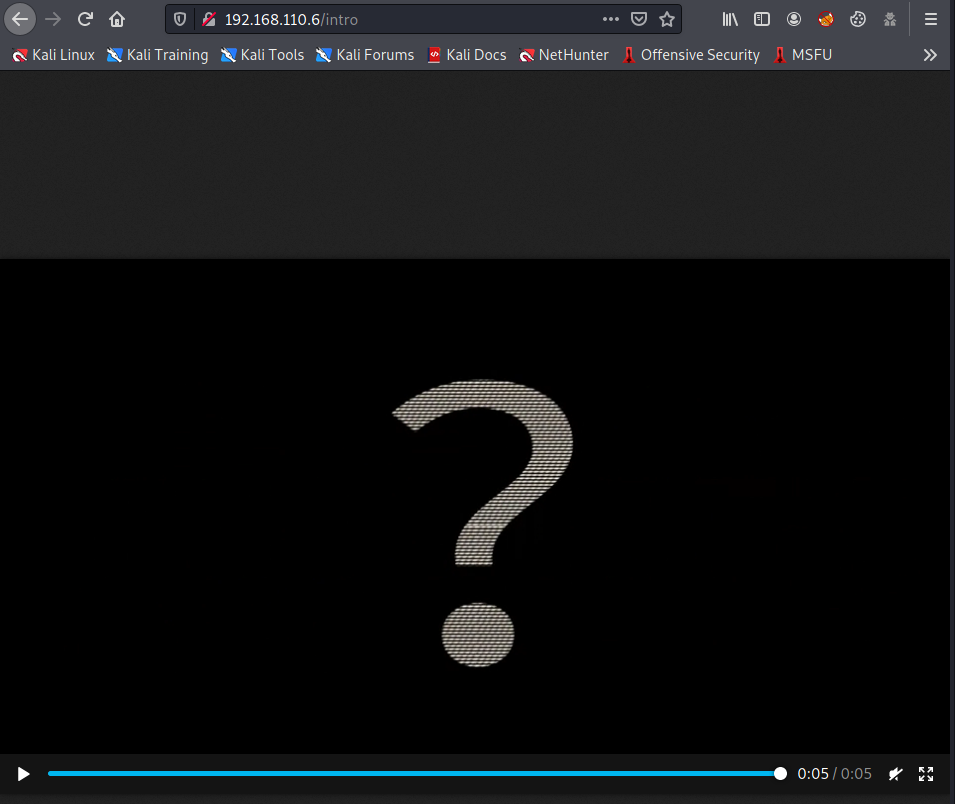 192.168.110.6/intro
Kali Linux Kali Training Kali Tools Kali Forums Kali Docs NetHunter Offensive Security MSFU
?
0:05 / 0:05